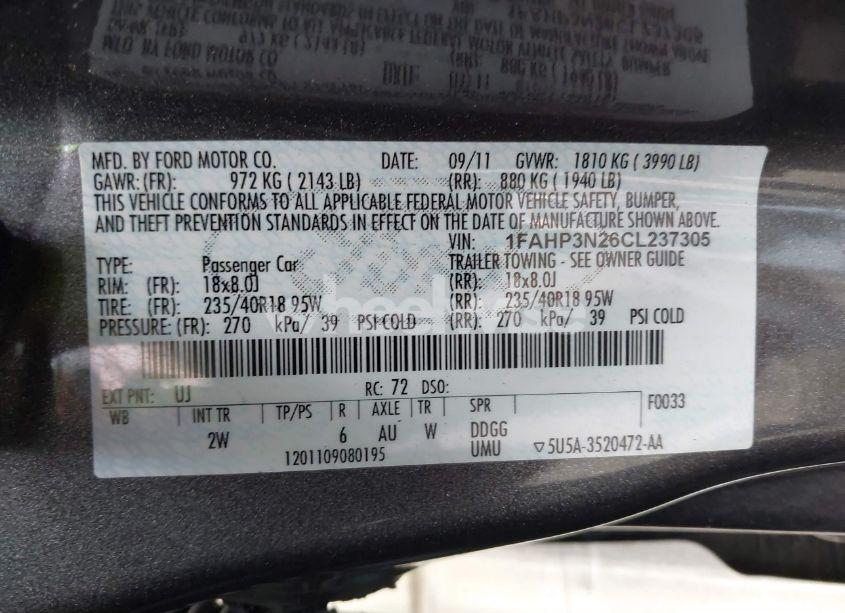 MFD. BY FORD MOTOR CO. DATE: 09/11 GVWR: 1810 KG ( 3990 LB)
GAWR: (FR): 972 KG ( 2143 LB) (RR): 880 KG ( 1940 LB)
THIS VEHICLE CONFORMS TO ALL APPLICABLE FEDERAL MOTOR VEHICLE SAFETY, BUMPER,
AND THEFT PREVENTION STANDARDS IN EFFECT ON THE DATE OF MANUFACTURE SHOWN ABOVE.
VIN: 1FAHP3N26CL237305
TYPE: Passenger Car TRAILER TOWING - SEE OWNER GUIDE
RIM: (FR): 18x8.0J (RR): 18x8.0J
TIRE: (FR): 235/40R18 95W (RR): 235/40R18 95W
PRESSURE: (FR): 270 kPa/ 39 PSI COLD (RR): 270 kPa/ 39 PSI COLD
EXT PNT: UJ RC: 72 DSO:
WB INT TR TP/PS R AXLE TR SPR F0033
2W 6 AU W DDGG
UMU ▽5U5A-3520472-AA
1201109080195